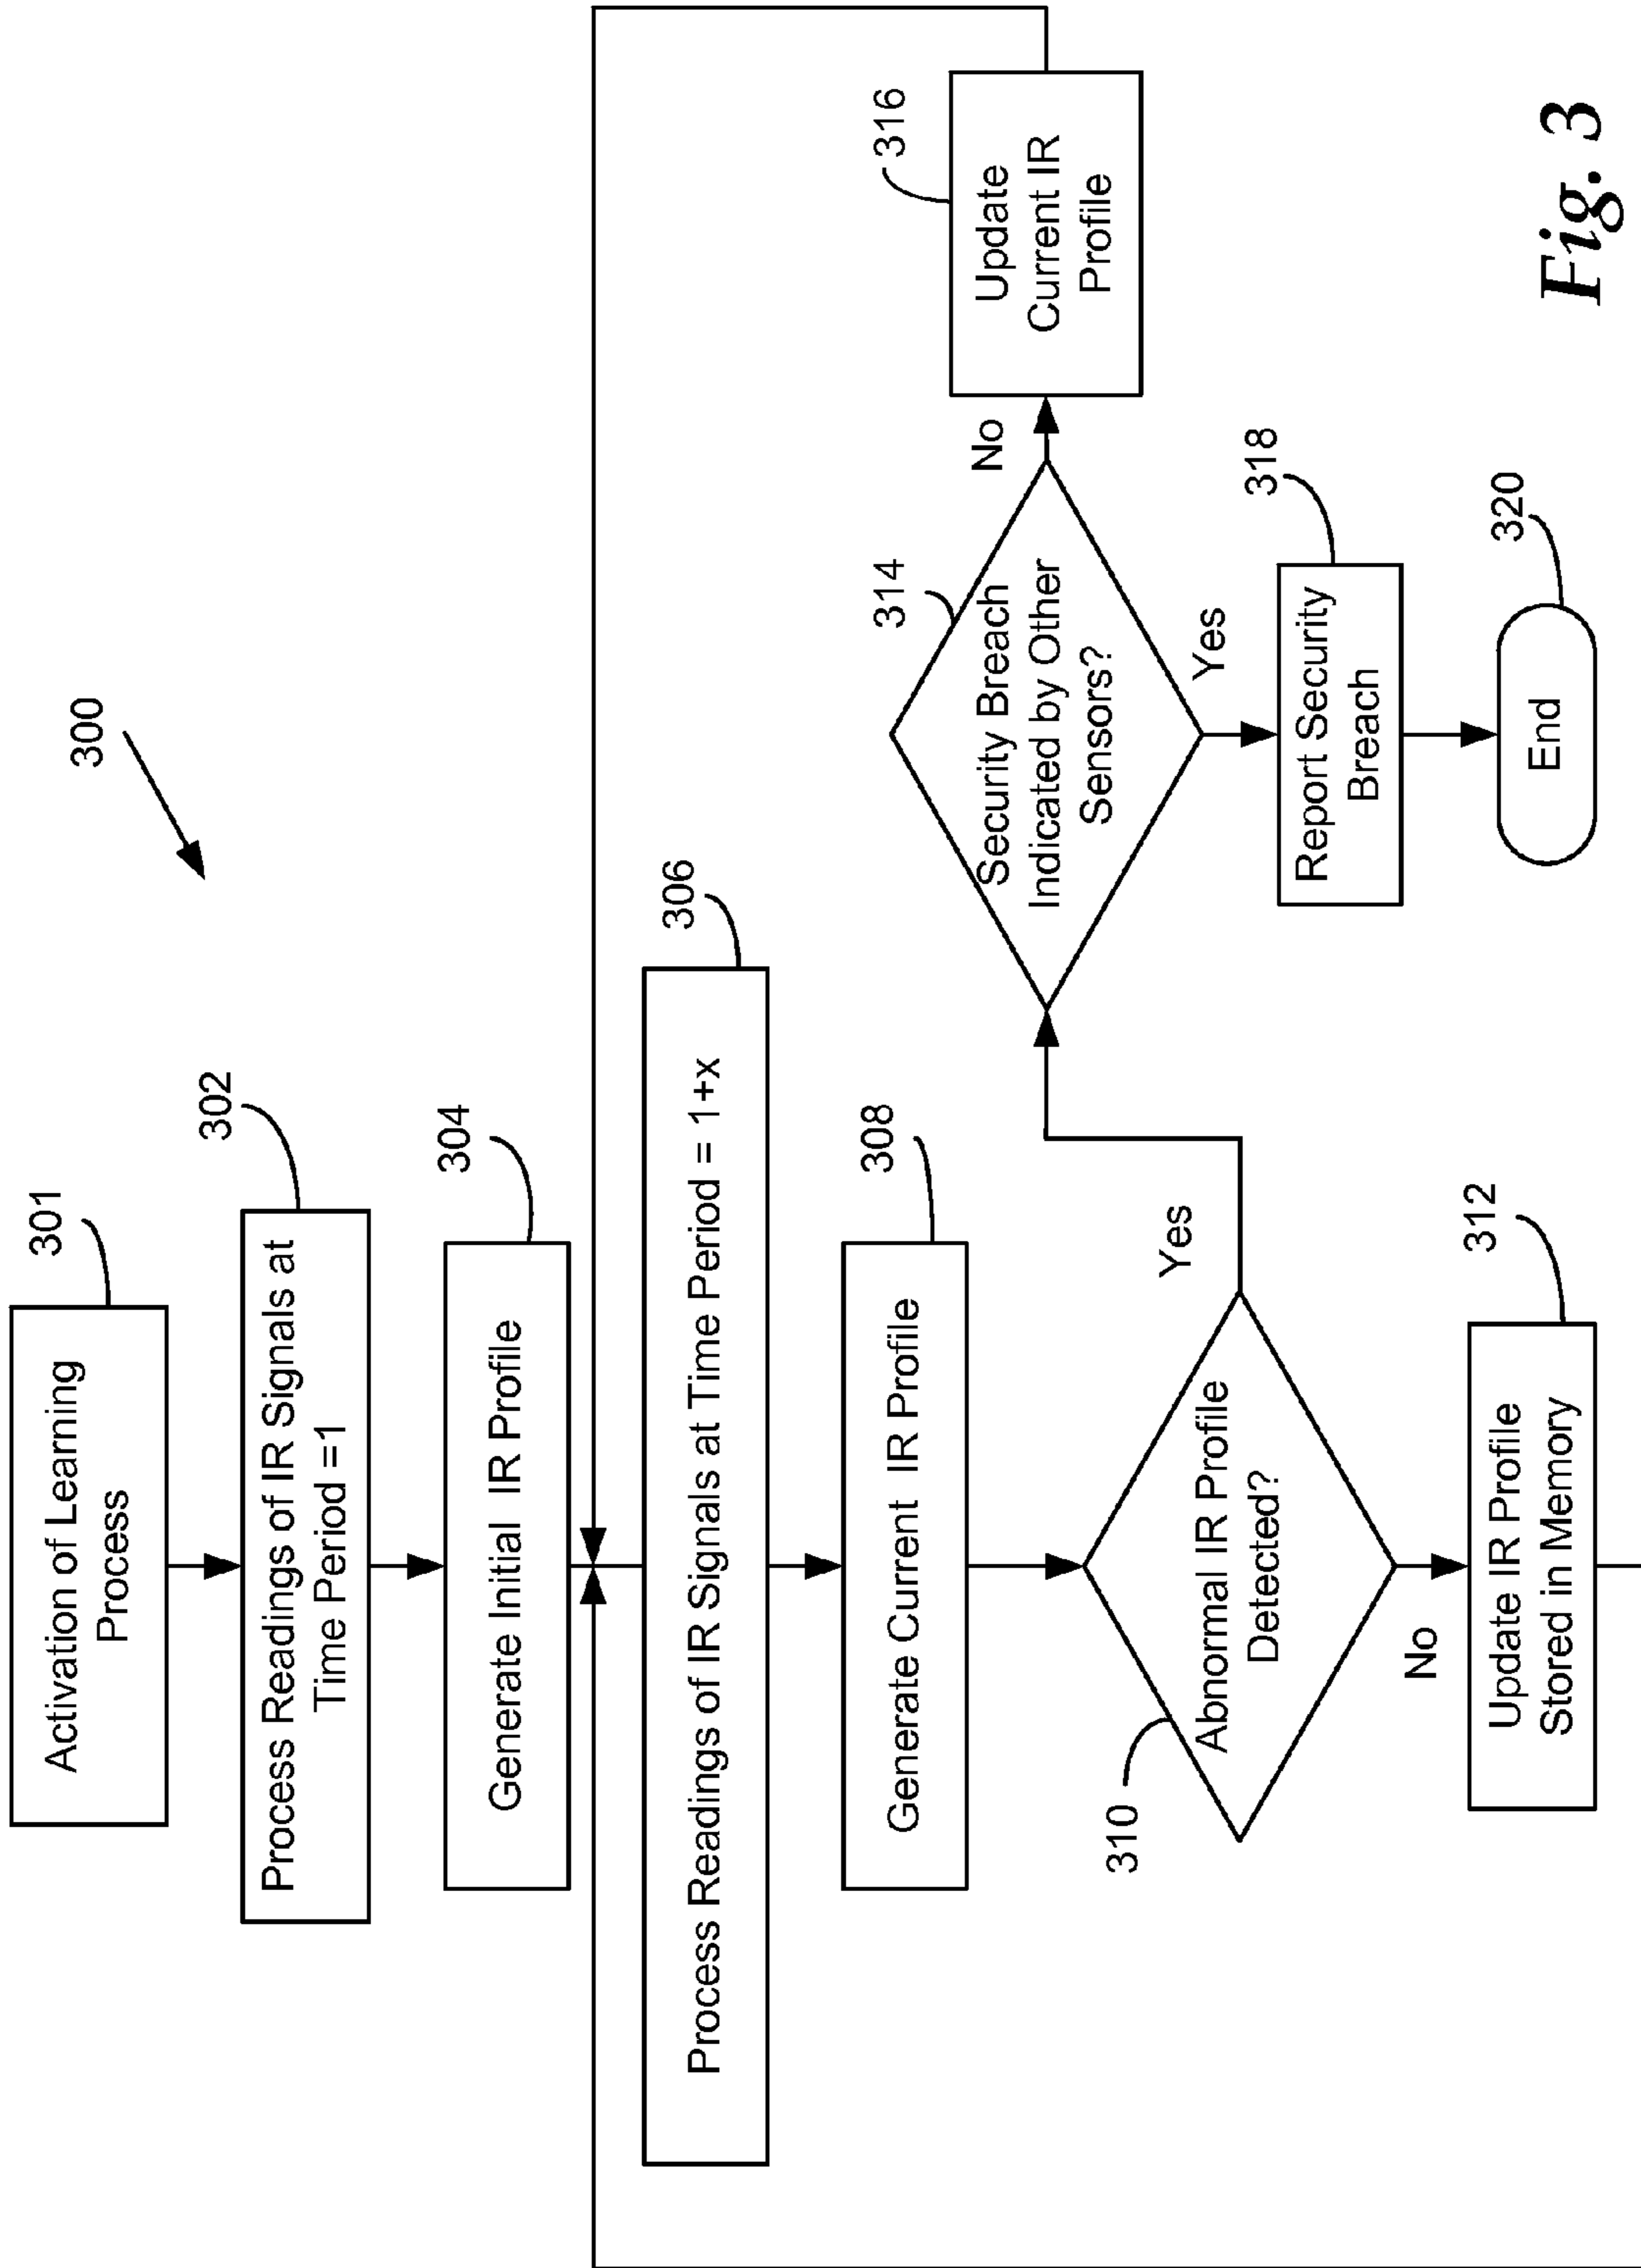 300
301
Activation of Learning
Process
302
Process Readings of IR Signals at
Time Period =1
304
Generate Initial IR Profile
306
Process Readings of IR Signals at Time Period = 1+x
308
Generate Current IR Profile
310
Abnormal IR Profile
Detected?
Yes
No
312
Update IR Profile
Stored in Memory
314
Security Breach
Indicated by Other
Sensors?
No
Yes
316
Update
Current IR
Profile
318
Report Security
Breach
320
End
Fig. 3